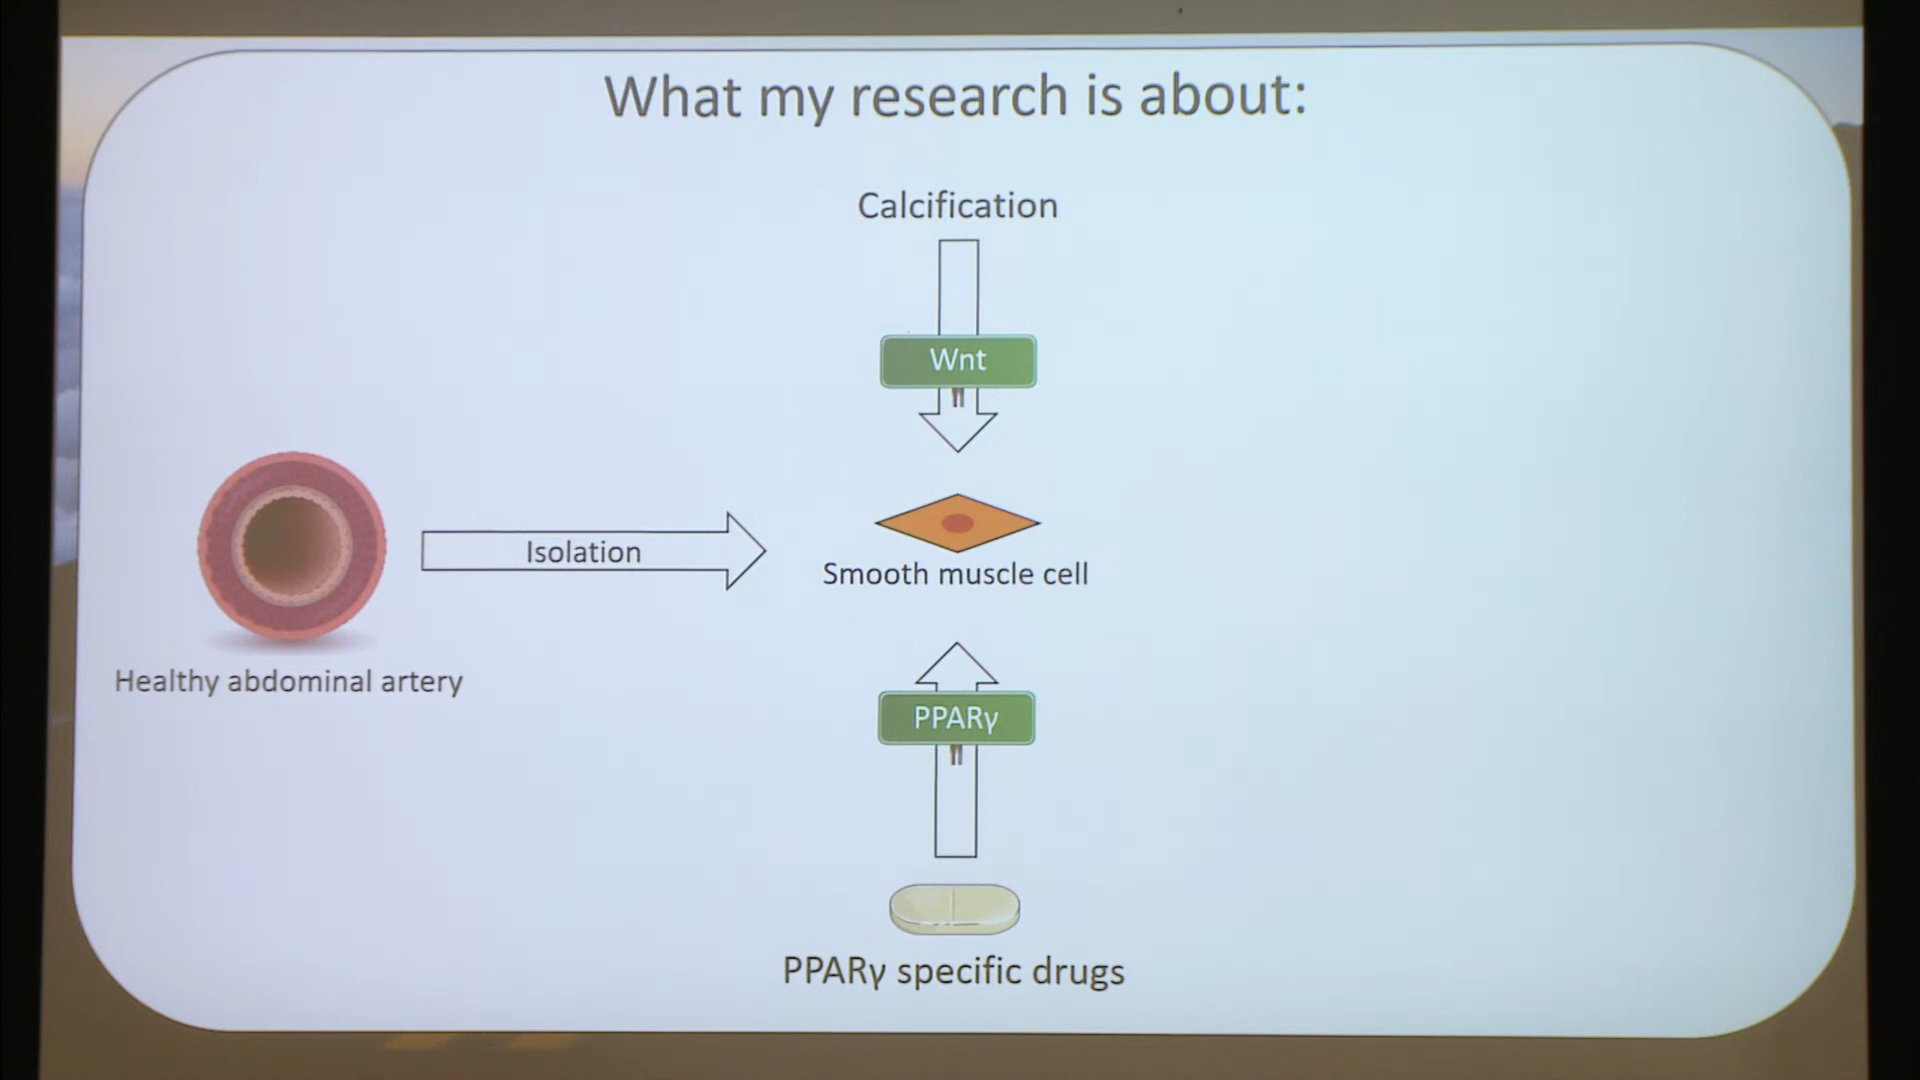 What my research is about:
Calcification
Wnt
Isolation
Smooth muscle cell
Healthy abdominal artery
PPARγ
PPARγ specific drugs